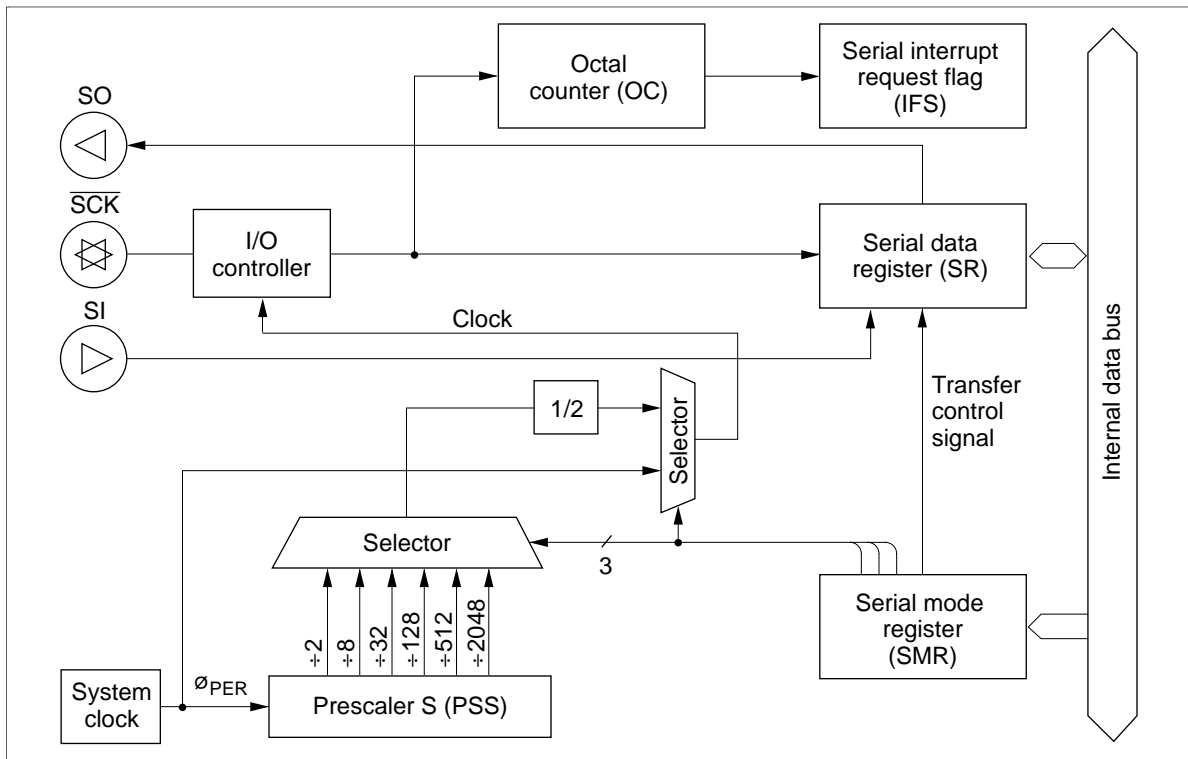 Octal
counter (OC)
Serial interrupt
request flag
(IFS)
SO
SCK
I/O
controller
Serial data
register (SR)
SI
Clock
1/2
Selector
Transfer
control
signal
Internal data bus
Selector
3
÷2
÷8
÷32
÷128
÷512
÷2048
Serial mode
register
(SMR)
System
clock
øPER
Prescaler S (PSS)